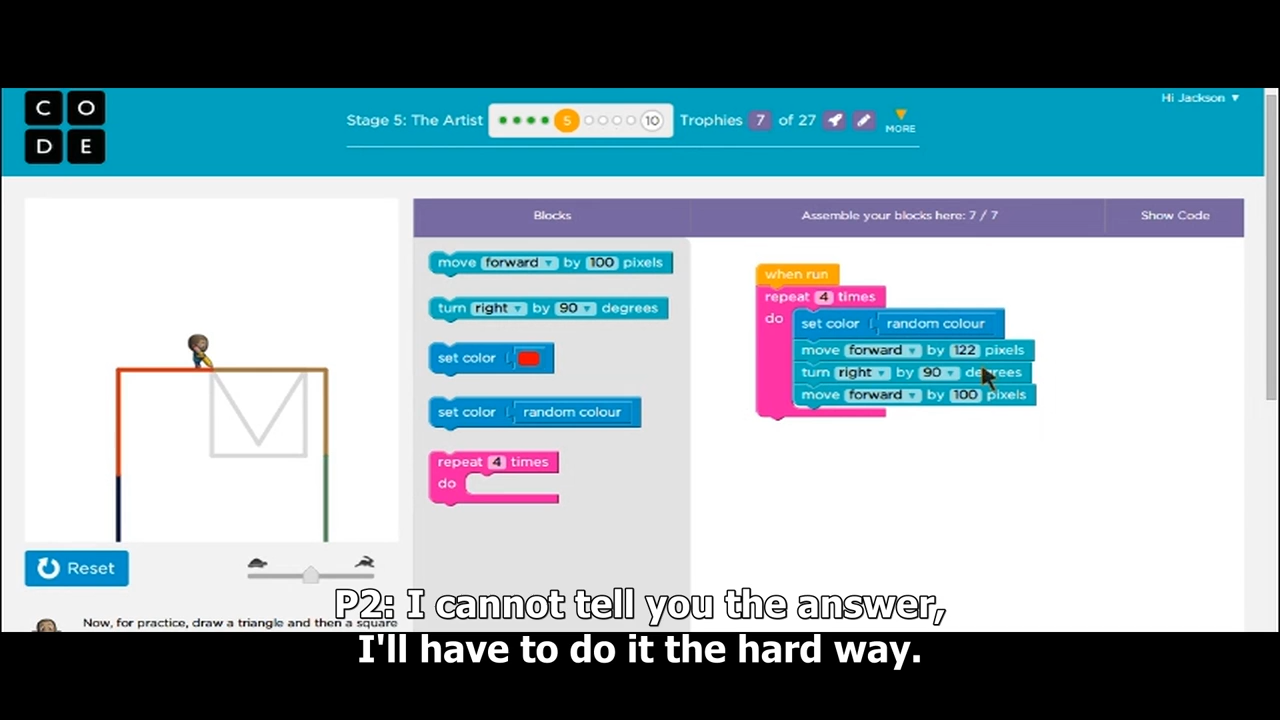 C O
D E
Stage 5: The Artist 5 10 Trophies 7 of 27 MORE
Hi Jackson ▼
Blocks
Assemble your blocks here: 7 / 7
Show Code
move forward by 100 pixels
turn right by 90 degrees
set color
set color random colour
repeat 4 times
do
when run
repeat 4 times
do
set color random colour
move forward by 122 pixels
turn right by 90 degrees
move forward by 100 pixels
Reset
Now, for practice, draw a triangle and then a square
P2: I cannot tell you the answer,
I'll have to do it the hard way.